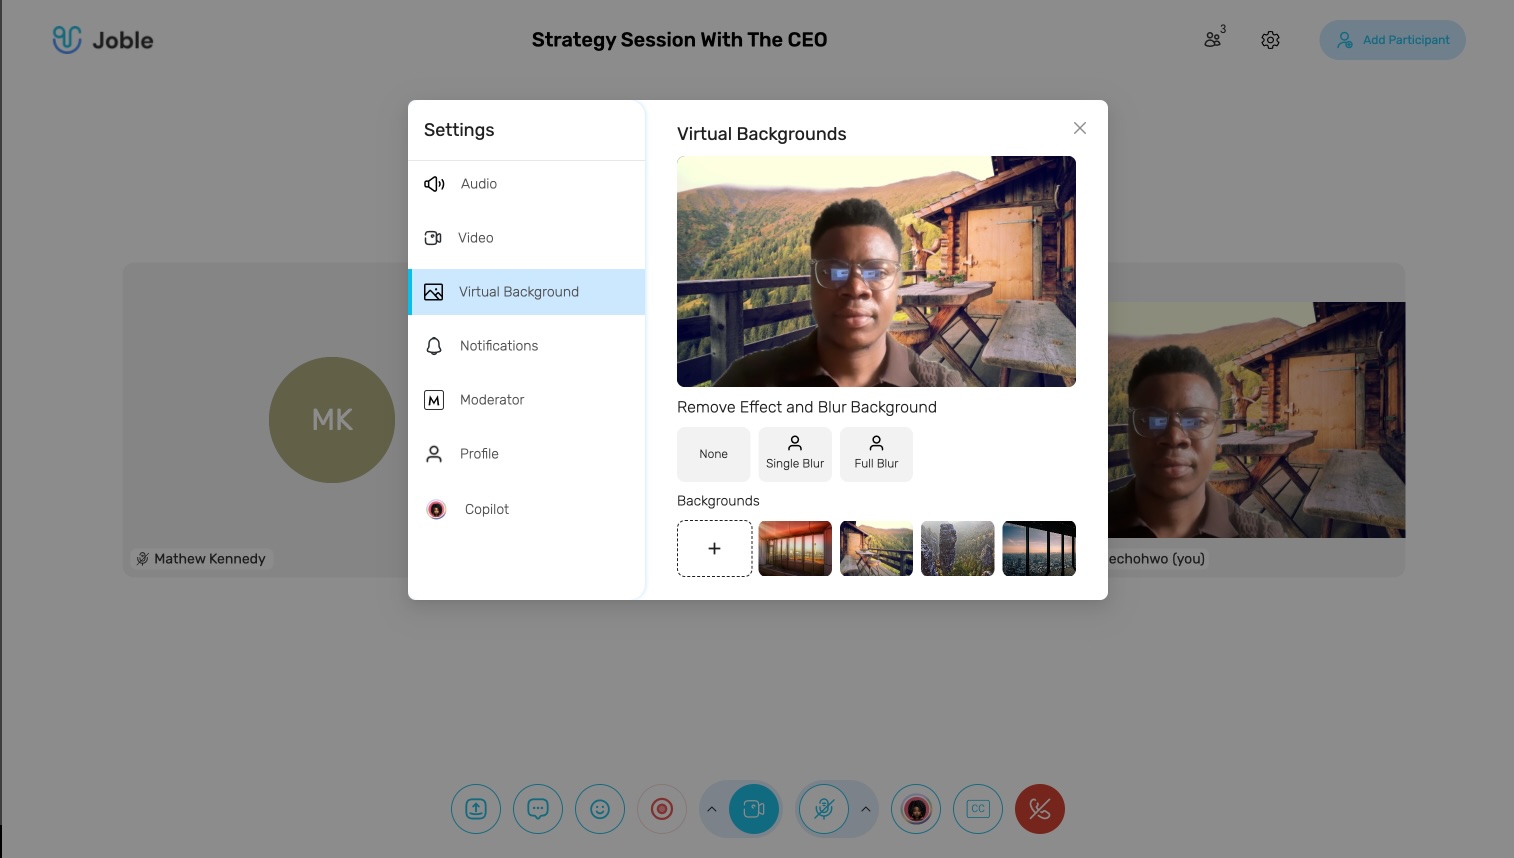 Joble
Strategy Session With The CEO
3
Add Participant
Settings
Audio
Video
Virtual Background
Notifications
M
Moderator
Profile
Copilot
Virtual Backgrounds
Remove Effect and Blur Background
None
Single Blur
Full Blur
Backgrounds
MK
Mathew Kennedy
echohwo (you)
CC